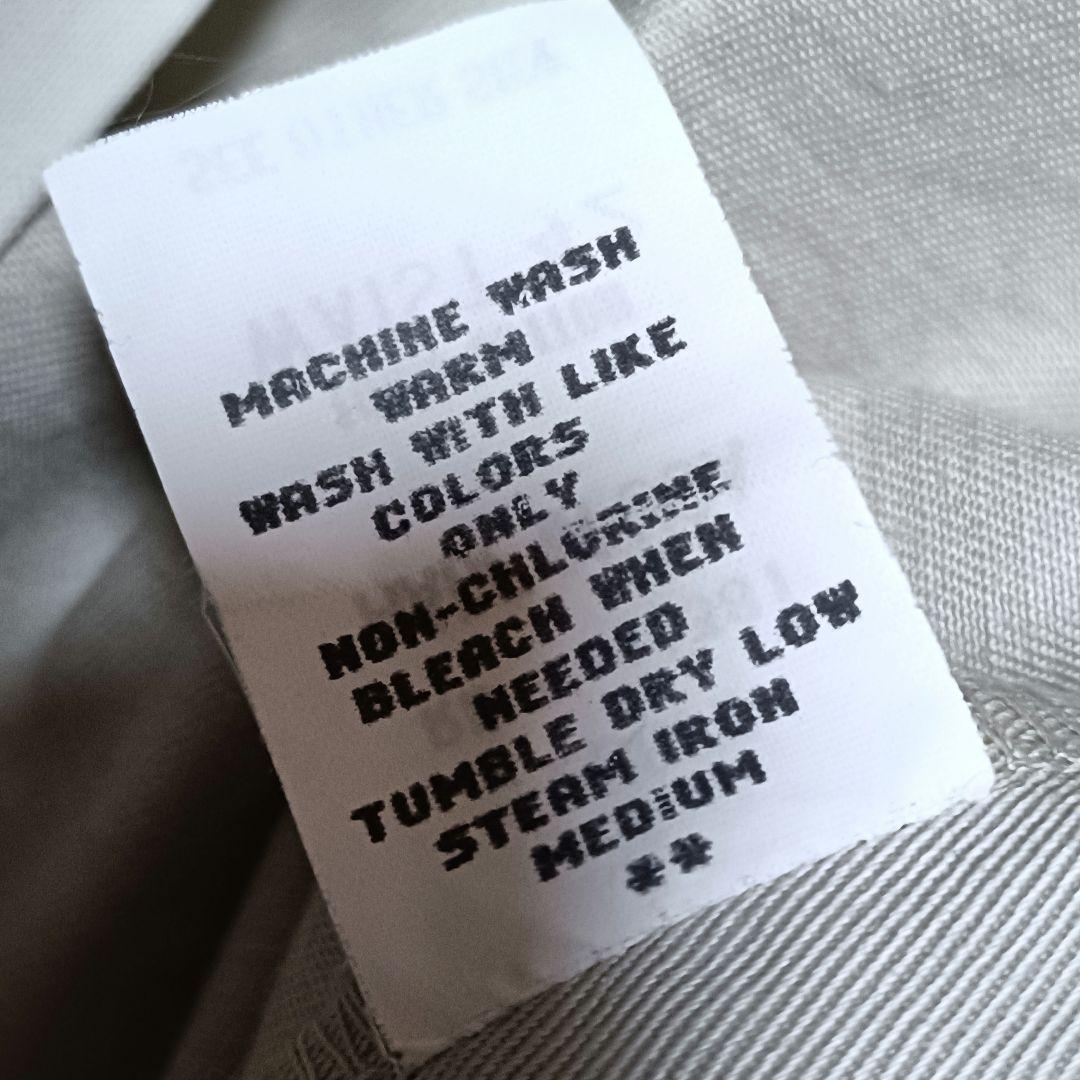 MACHINE WASH
WARM
WASH WITH LIKE
COLORS
ONLY
NON-CHLORINE
BLEACH WHEN
NEEDED
TUMBLE DRY LOW
STEAM IRON
MEDIUM
**